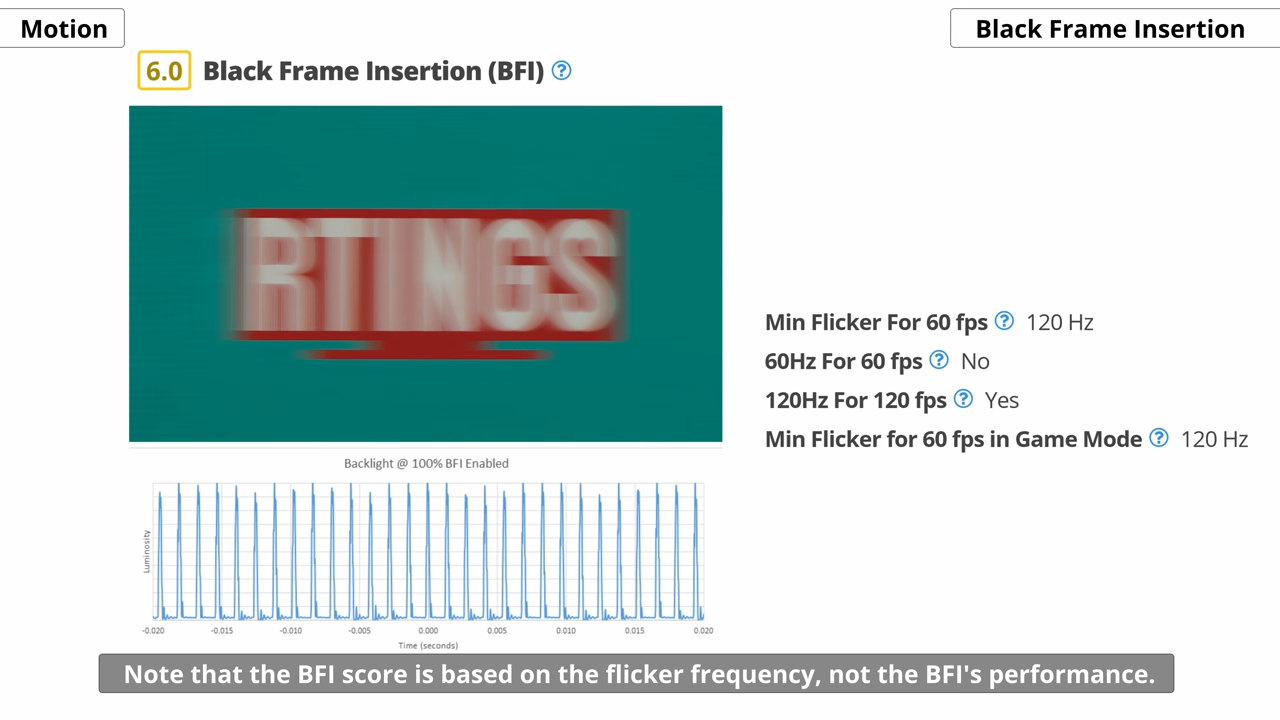 Motion
Black Frame Insertion
6.0 Black Frame Insertion (BFI) ?
RTINGS
Min Flicker For 60 fps ? 120 Hz
60Hz For 60 fps ? No
120Hz For 120 fps ? Yes
Min Flicker for 60 fps in Game Mode ? 120 Hz
Backlight @ 100% BFI Enabled
Luminosity
-0.020 -0.015 -0.010 -0.005 0.000 0.005 0.010 0.015 0.020
Time (seconds)
Note that the BFI score is based on the flicker frequency, not the BFI's performance.